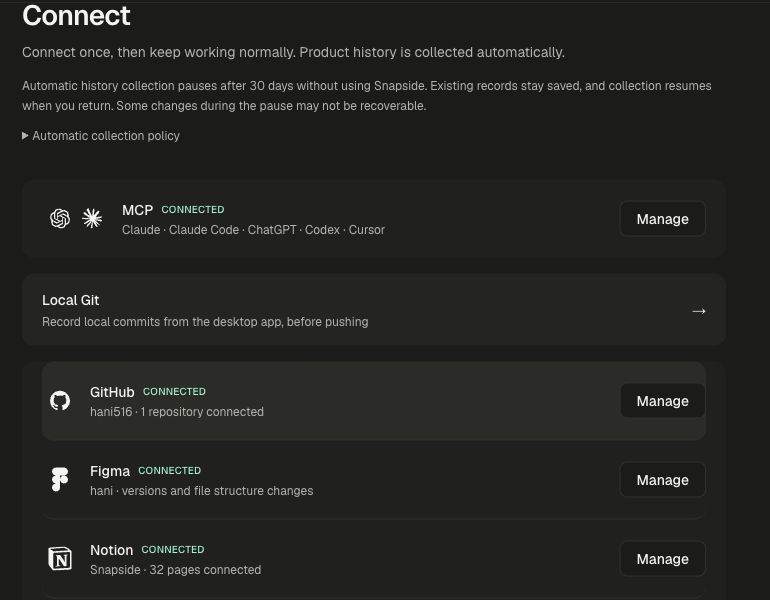 Connect
Connect once, then keep working normally. Product history is collected automatically.
Automatic history collection pauses after 30 days without using Snapside. Existing records stay saved, and collection resumes
when you return. Some changes during the pause may not be recoverable.
▶ Automatic collection policy
MCP CONNECTED
Claude · Claude Code · ChatGPT · Codex · Cursor
Manage
Local Git
Record local commits from the desktop app, before pushing
→
GitHub CONNECTED
hani516 · 1 repository connected
Manage
Figma CONNECTED
hani · versions and file structure changes
Manage
Notion CONNECTED
Snapside · 32 pages connected
Manage